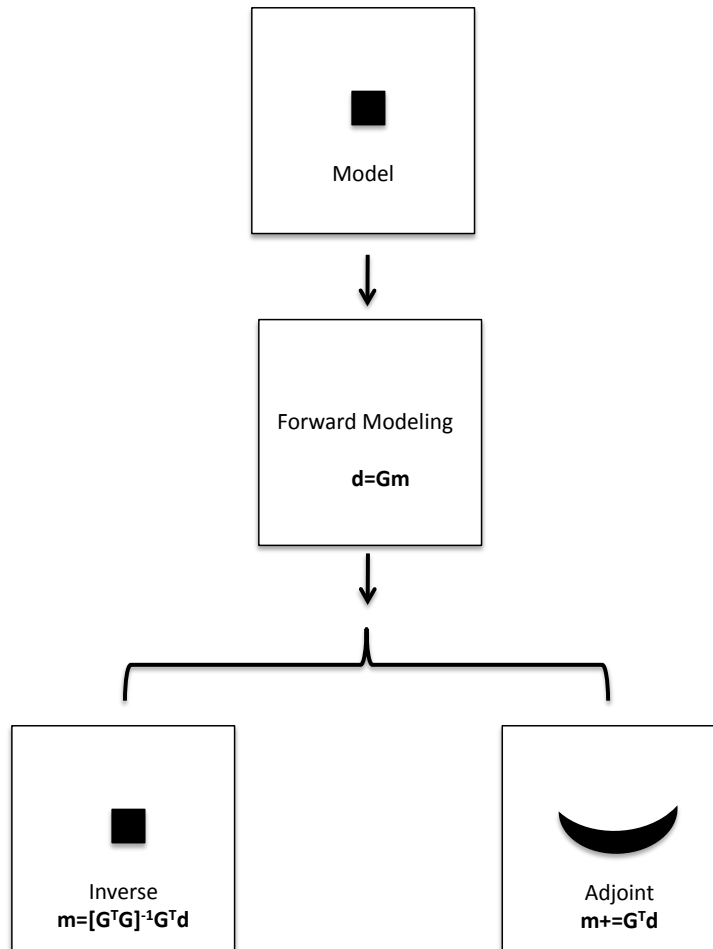 Model
Forward Modeling
d=Gm
Inverse
m=[GᵀG]⁻¹Gᵀd
Adjoint
m+=Gᵀd